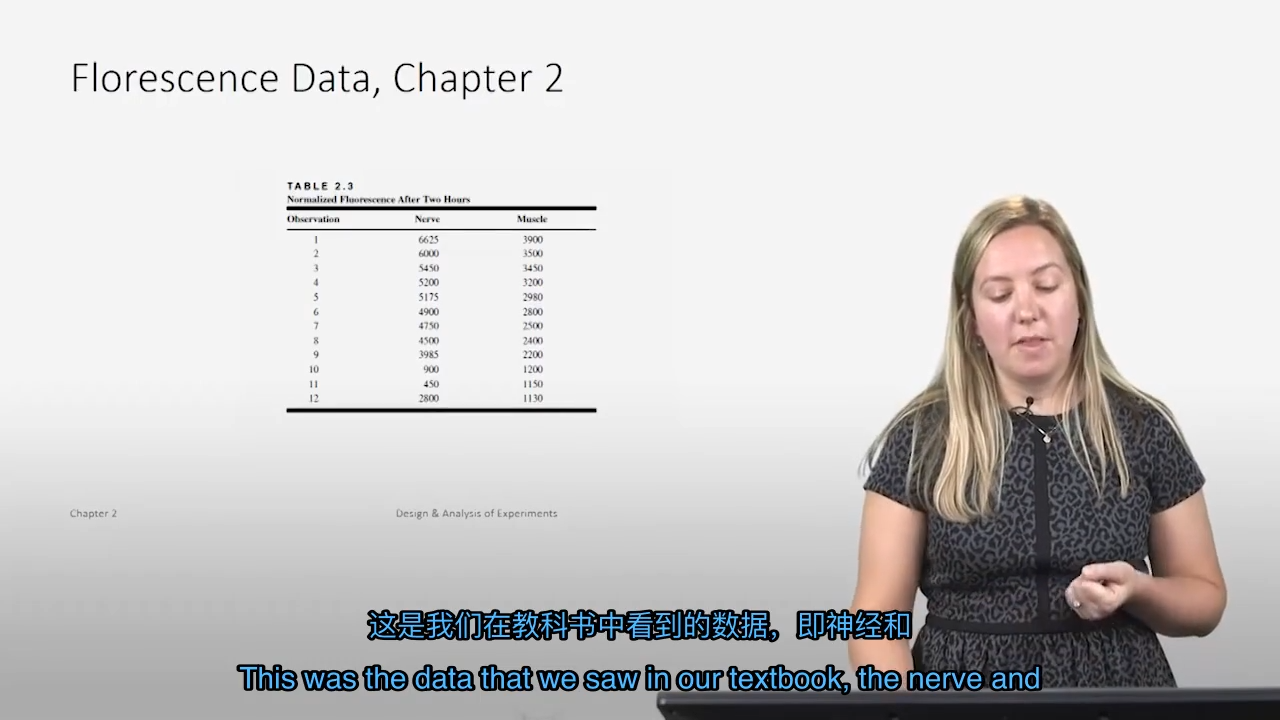 Florescence Data, Chapter 2
TABLE 2.3
Normalized Fluorescence After Two Hours
Observation Nerve Muscle
1 6625 3900
2 6000 3500
3 5450 3450
4 5200 3200
5 5175 2980
6 4900 2800
7 4750 2500
8 4500 2400
9 3985 2200
10 900 1200
11 450 1150
12 2800 1130
Chapter 2 Design & Analysis of Experiments
这是我们在教科书中看到的数据，即神经和
This was the data that we saw in our textbook, the nerve and